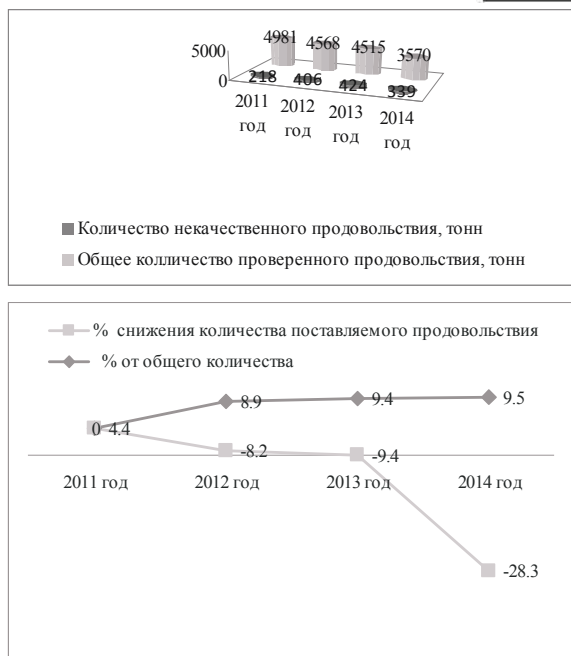 4981 4568 4515 3570
5000
0 218 406 424 339
2011 год 2012 год 2013 год 2014 год
Количество некачественного продовольствия, тонн
Общее колличество проверенного продовольствия, тонн
% снижения количества поставляемого продовольствия
% от общего количества
0 4.4 8.9 9.4 9.5
-8.2 -9.4
2011 год 2012 год 2013 год 2014 год
-28.3